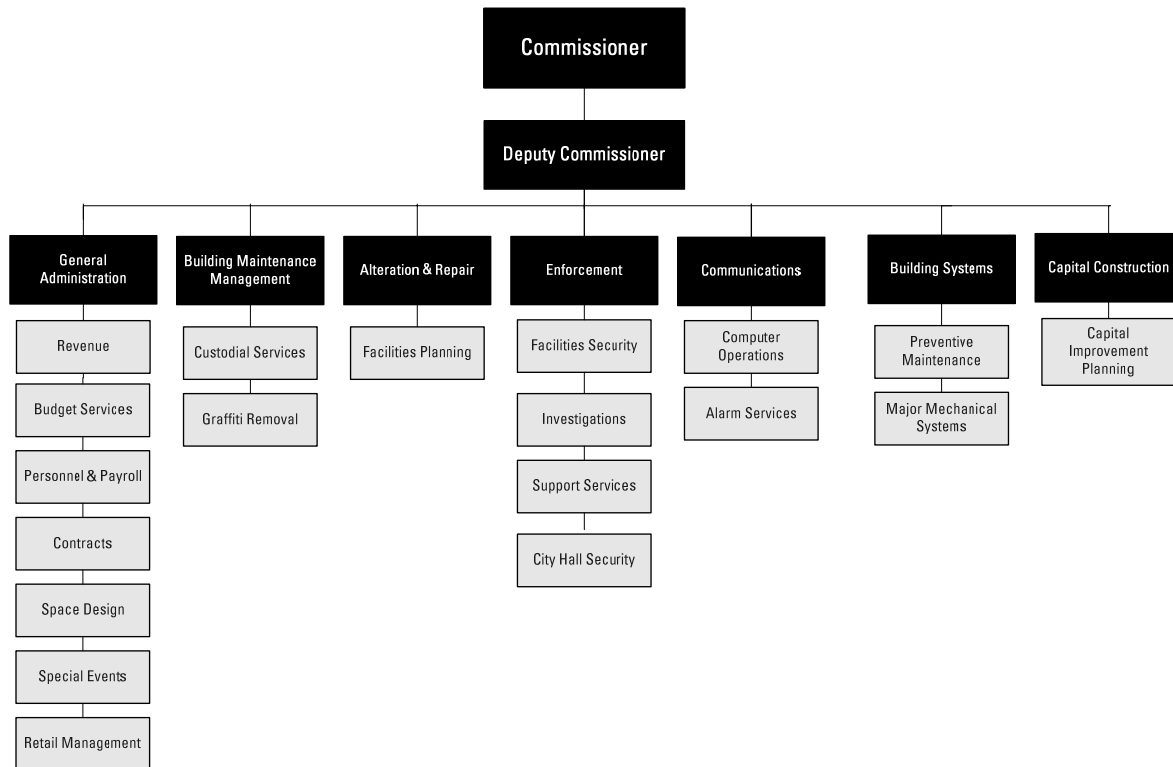 Commissioner
Deputy Commissioner
General
Administration
Building Maintenance
Management
Alteration & Repair
Enforcement
Communications
Building Systems
Capital Construction
Revenue
Budget Services
Personnel & Payroll
Contracts
Space Design
Special Events
Retail Management
Custodial Services
Graffiti Removal
Facilities Planning
Facilities Security
Investigations
Support Services
City Hall Security
Computer
Operations
Alarm Services
Preventive
Maintenance
Major Mechanical
Systems
Capital
Improvement
Planning